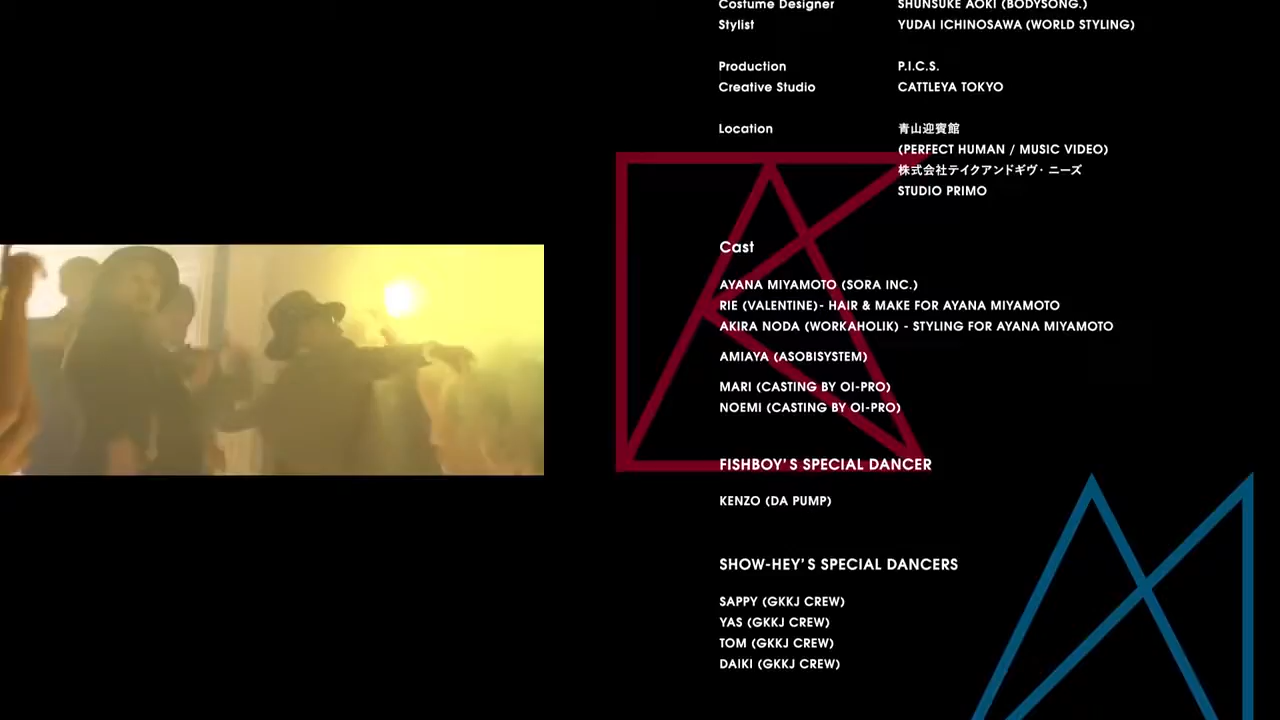 Costume Designer SHUNSUKE AOKI (BODYSONG.)
Stylist YUDAI ICHINOSAWA (WORLD STYLING)
Production P.I.C.S.
Creative Studio CATTLEYA TOKYO
Location 青山迎賓館
(PERFECT HUMAN / MUSIC VIDEO)
株式会社テイクアンドギヴ・ニーズ
STUDIO PRIMO
Cast
AYANA MIYAMOTO (SORA INC.)
RIE (VALENTINE)- HAIR & MAKE FOR AYANA MIYAMOTO
AKIRA NODA (WORKAHOLIK) - STYLING FOR AYANA MIYAMOTO
AMIAYA (ASOBISYSTEM)
MARI (CASTING BY OI-PRO)
NOEMI (CASTING BY OI-PRO)
FISHBOY'S SPECIAL DANCER
KENZO (DA PUMP)
SHOW-HEY'S SPECIAL DANCERS
SAPPY (GKKJ CREW)
YAS (GKKJ CREW)
TOM (GKKJ CREW)
DAIKI (GKKJ CREW)